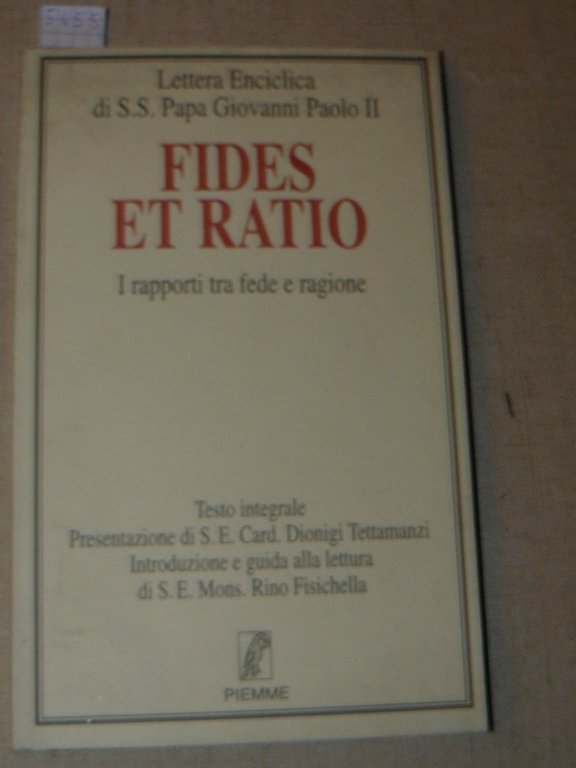 5455
Lettera Enciclica
di S.S. Papa Giovanni Paolo II
FIDES
ET RATIO
I rapporti tra fede e ragione
Testo integrale
Presentazione di S. E. Card. Dionigi Tettamanzi
Introduzione e guida alla lettura
di S. E. Mons. Rino Fisichella
PIEMME